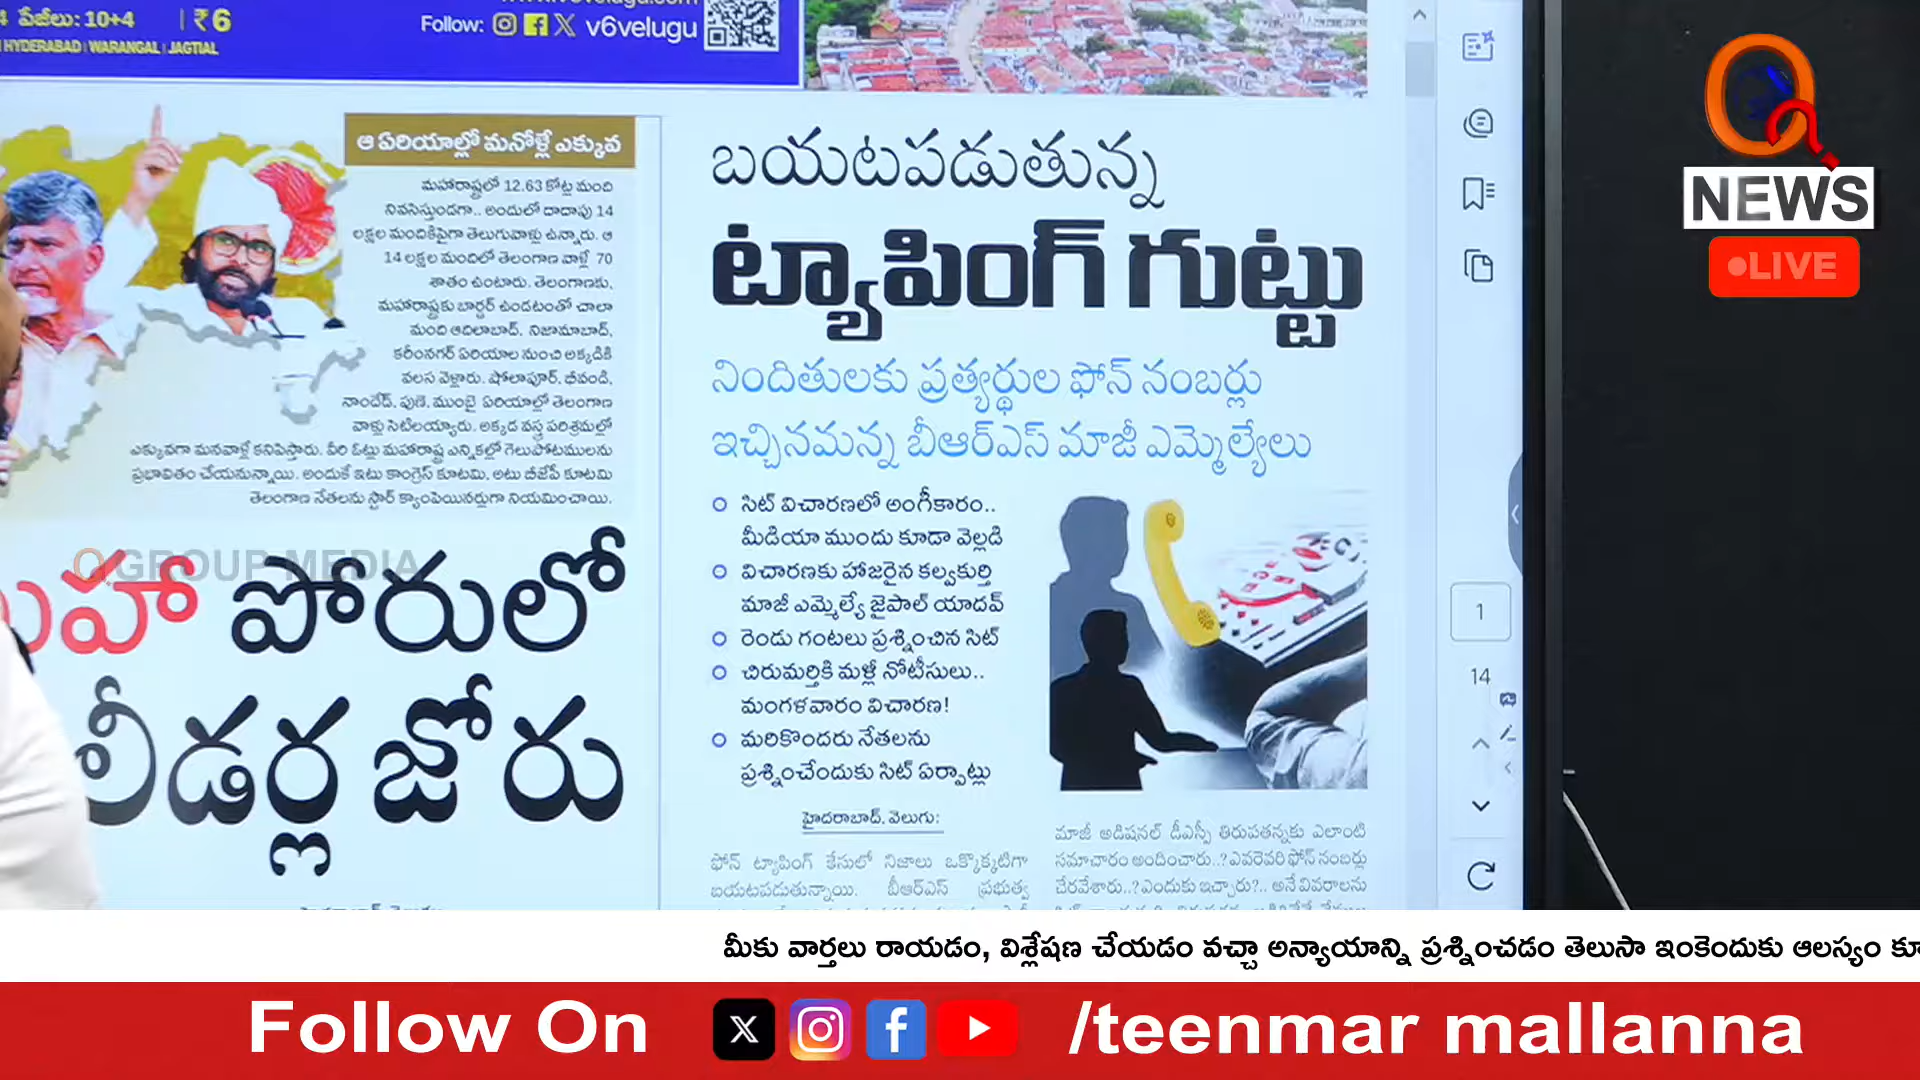 పేజీలు: 10+4 | ₹6
HYDERABAD | WARANGAL | JAGTIAL
Follow: v6velugu
ఆ ఏరియాల్లో మనోళ్లే ఎక్కువ
మహారాష్ట్రలో 12.63 కోట్ల మంది
నివసిస్తుండగా.. అందులో దాదాపు 14
లక్షల మందికిపైగా తెలుగువాళ్లు ఉన్నారు. ఆ
14 లక్షల మందిలో తెలంగాణ వాళ్లే 70
శాతం ఉంటారు. తెలంగాణకు,
మహారాష్ట్రకు బార్డర్ ఉండటంతో చాలా
మంది ఆదిలాబాద్, నిజామాబాద్,
కరీంనగర్ ఏరియాల నుంచి అక్కడికి
వలస వెళ్లారు. షోలాపూర్, భీవండి,
నాందేడ్, పుణె, ముంబై ఏరియాల్లో తెలంగాణ
వాళ్లు సెటిలయ్యారు. అక్కడ వస్త్ర పరిశ్రమల్లో
ఎక్కువగా మనవాళ్లే కనిపిస్తారు. వీరి ఓట్లు మహారాష్ట్ర ఎన్నికల్లో గెలుపోటములను
ప్రభావితం చేయనున్నాయి. అందుకే ఇటు కాంగ్రెస్ కూటమి, అటు బీజేపీ కూటమి
తెలంగాణ నేతలను స్టార్ క్యాంపెయినర్లుగా నియమించాయి.
మహా పోరులో
లీడర్ల జోరు
బయటపడుతున్న
ట్యాపింగ్ గుట్టు
నిందితులకు ప్రత్యర్థుల ఫోన్ నంబర్లు
ఇచ్చినమన్న బీఆర్ఎస్ మాజీ ఎమ్మెల్యేలు
సిట్ విచారణలో అంగీకారం..
మీడియా ముందు కూడా వెల్లడి
విచారణకు హాజరైన కల్వకుర్తి
మాజీ ఎమ్మెల్యే జైపాల్ యాదవ్
రెండు గంటలు ప్రశ్నించిన సిట్
చిరుమర్తికి మళ్లీ నోటీసులు..
మంగళవారం విచారణ!
మరికొందరు నేతలను
ప్రశ్నించేందుకు సిట్ ఏర్పాట్లు
హైదరాబాద్, వెలుగు:
ఫోన్ ట్యాపింగ్ కేసులో నిజాలు ఒక్కొక్కటిగా
బయటపడుతున్నాయి. బీఆర్ఎస్ ప్రభుత్వ
మాజీ అడిషనల్ డీఎస్పీ తిరుపతన్నకు ఎలాంటి
సమాచారం అందించారు..? ఎవరెవరి ఫోన్ నంబర్లు
చేరవేశారు..? ఎందుకు ఇచ్చారు?.. అనే వివరాలను
1
14
Q GROUP MEDIA
Q
NEWS
LIVE
మీకు వార్తలు రాయడం, విశ్లేషణ చేయడం వచ్చా అన్యాయాన్ని ప్రశ్నించడం తెలుసా ఇంకెందుకు ఆలస్యం
Follow On /teenmar mallanna